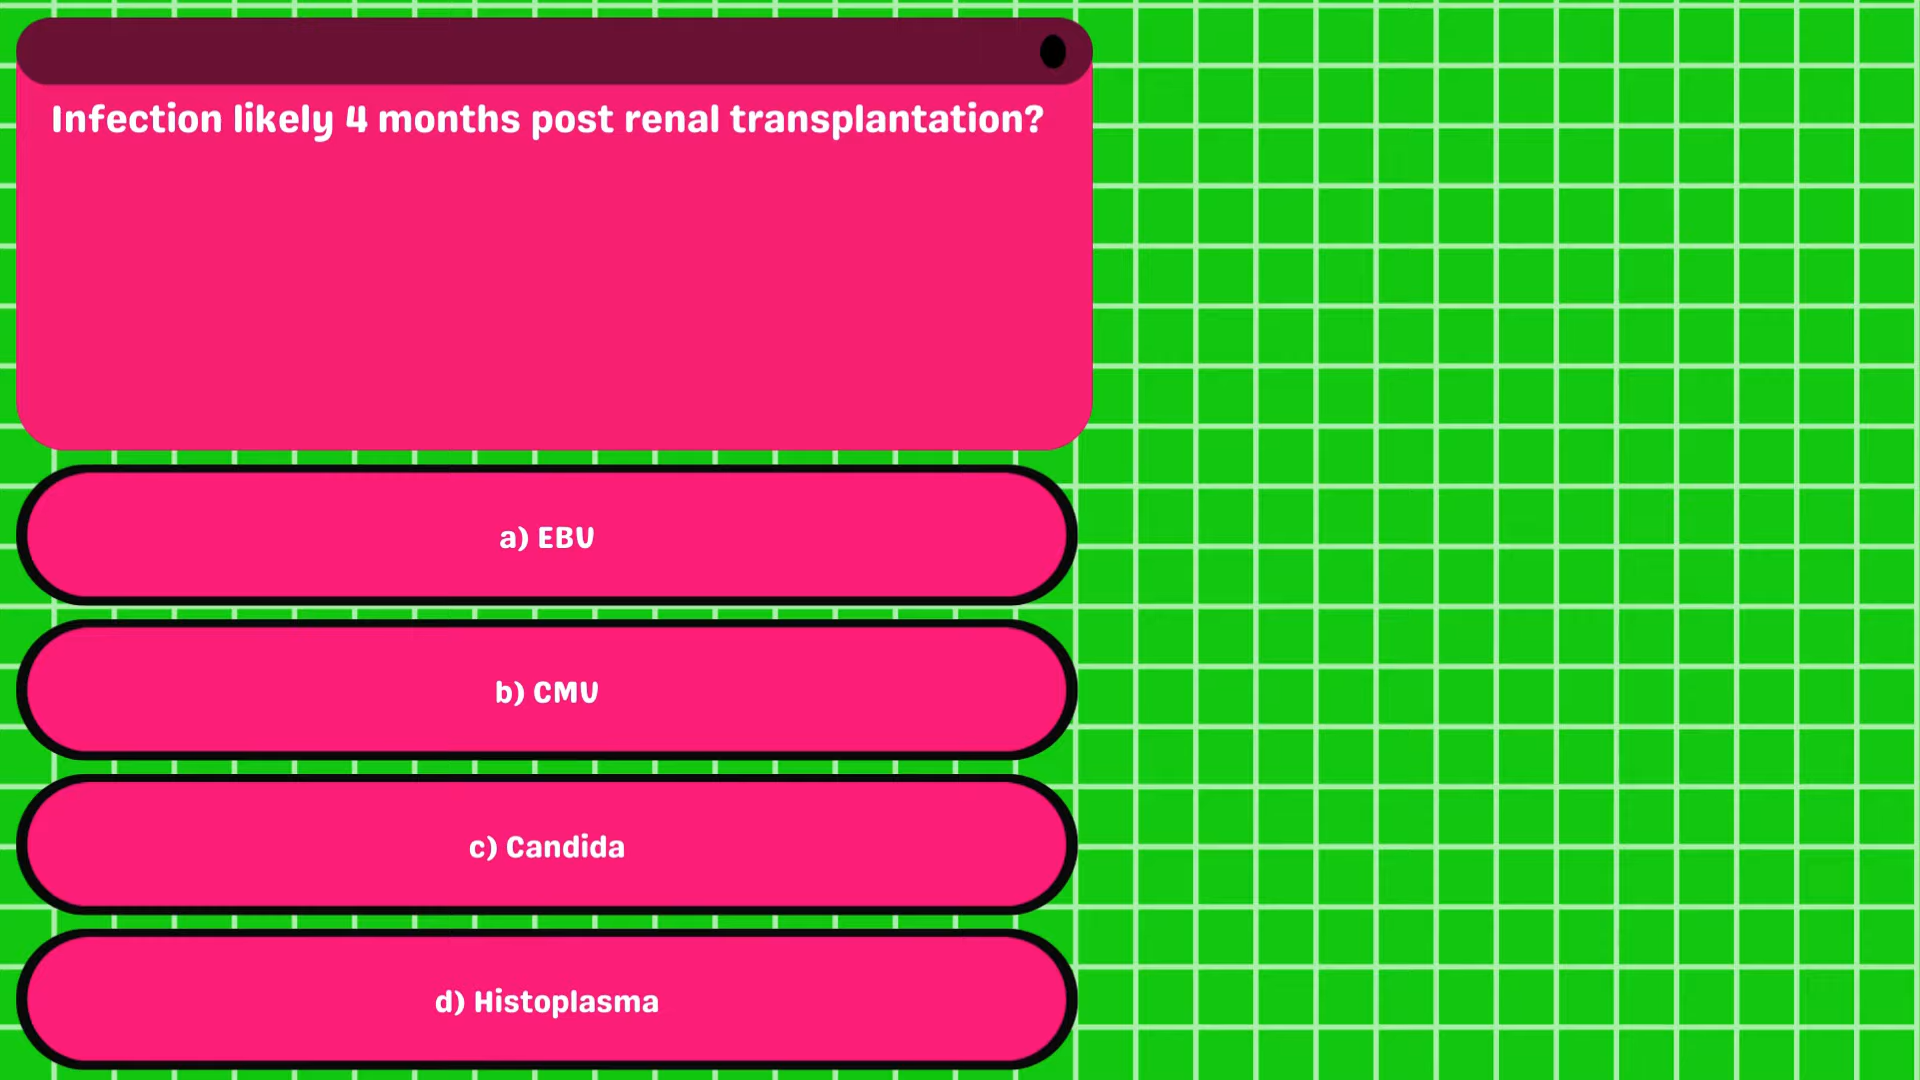 Infection likely 4 months post renal transplantation?
a) EBV
b) CMV
c) Candida
d) Histoplasma